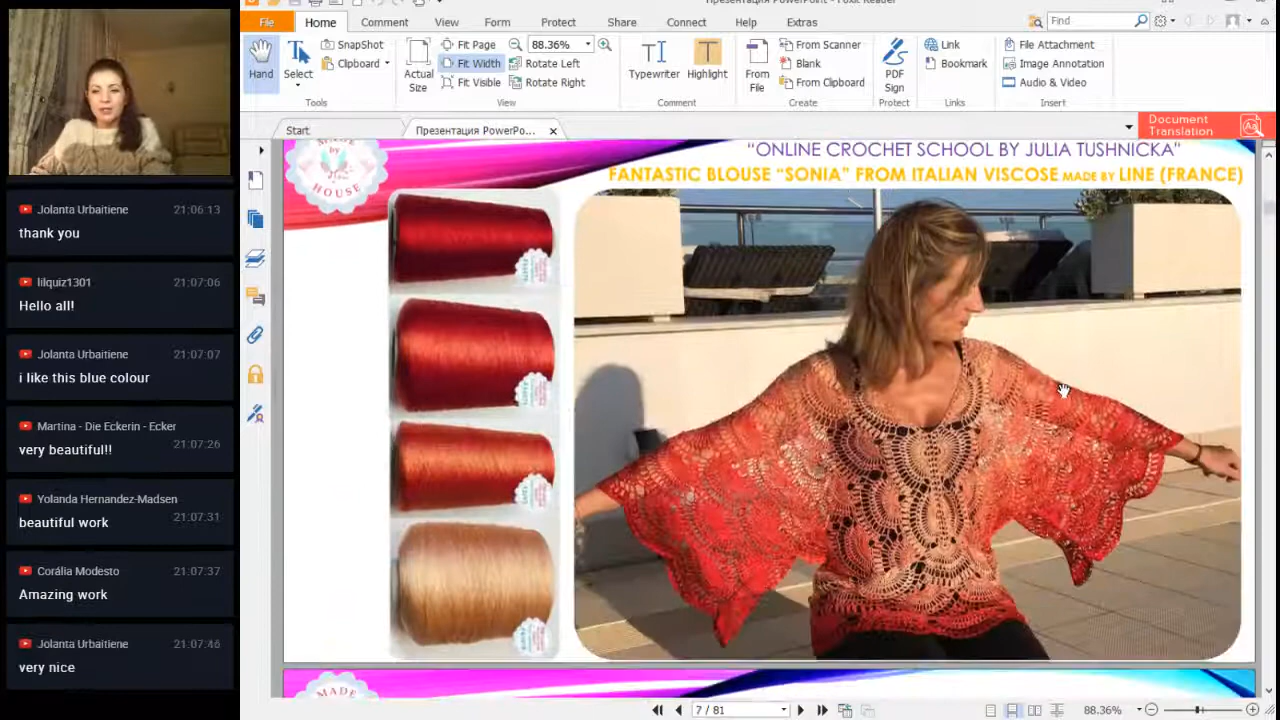 Презентация PowerPoint - Foxit Reader
File Home Comment View Form Protect Share Connect Help Extras Find
Hand
Select
SnapShot
Clipboard
Tools
Actual Size
Fit Page
Fit Width
Fit Visible
88.36%
Rotate Left
Rotate Right
View
Typewriter
Highlight
Comment
From File
From Scanner
Blank
From Clipboard
Create
PDF Sign
Protect
Link
Bookmark
Links
File Attachment
Image Annotation
Audio & Video
Insert
Start
Презентация PowerPo...
Document Translation
HOUSE
"ONLINE CROCHET SCHOOL BY JULIA TUSHNICKA"
FANTASTIC BLOUSE "SONIA" FROM ITALIAN VISCOSE MADE BY LINE (FRANCE)
Jolanta Urbaitiene 21:06:13
thank you
lilquiz1301 21:07:06
Hello all!
Jolanta Urbaitiene 21:07:07
i like this blue colour
Martina - Die Eckerin - Ecker
very beautiful!! 21:07:26
Yolanda Hernandez-Madsen
beautiful work 21:07:31
Corália Modesto 21:07:37
Amazing work
Jolanta Urbaitiene 21:07:46
very nice
MADE
7 / 81
88.36%